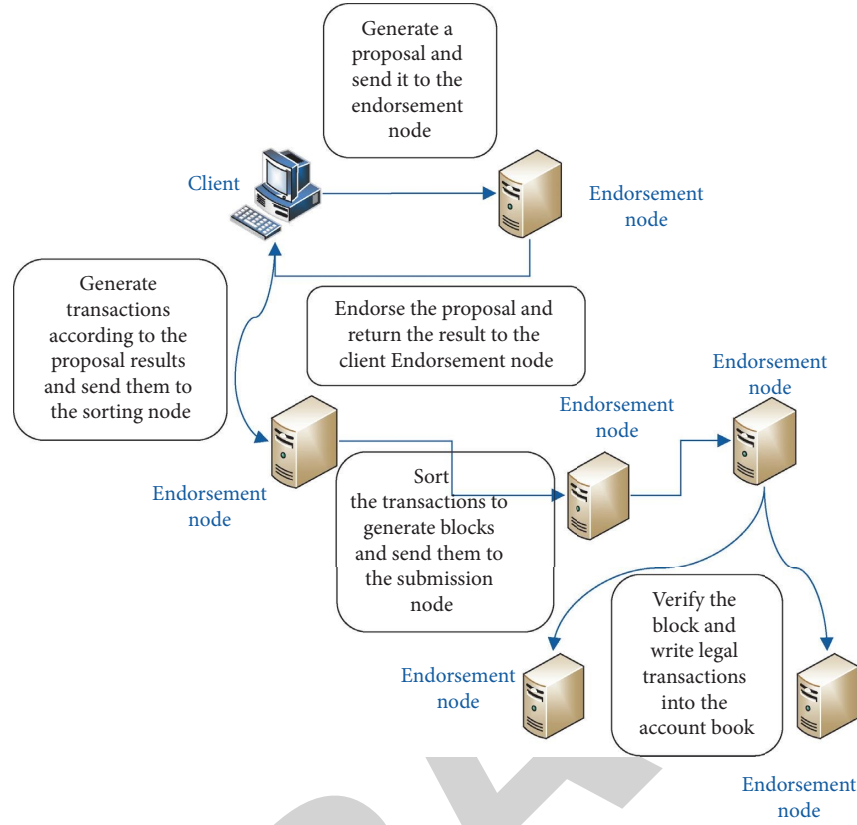 Generate a
proposal and
send it to the
endorsement
node
Client
Endorsement
node
Generate
transactions
according to the
proposal results
and send them to
the sorting node
Endorse the proposal and
return the result to the
client Endorsement node
Endorsement
node
Endorsement
node
Endorsement
node
Sort
the transactions to
generate blocks
and send them to
the submission
node
Endorsement
node
Verify the
block and
write legal
transactions
into the
account book
Endorsement
node